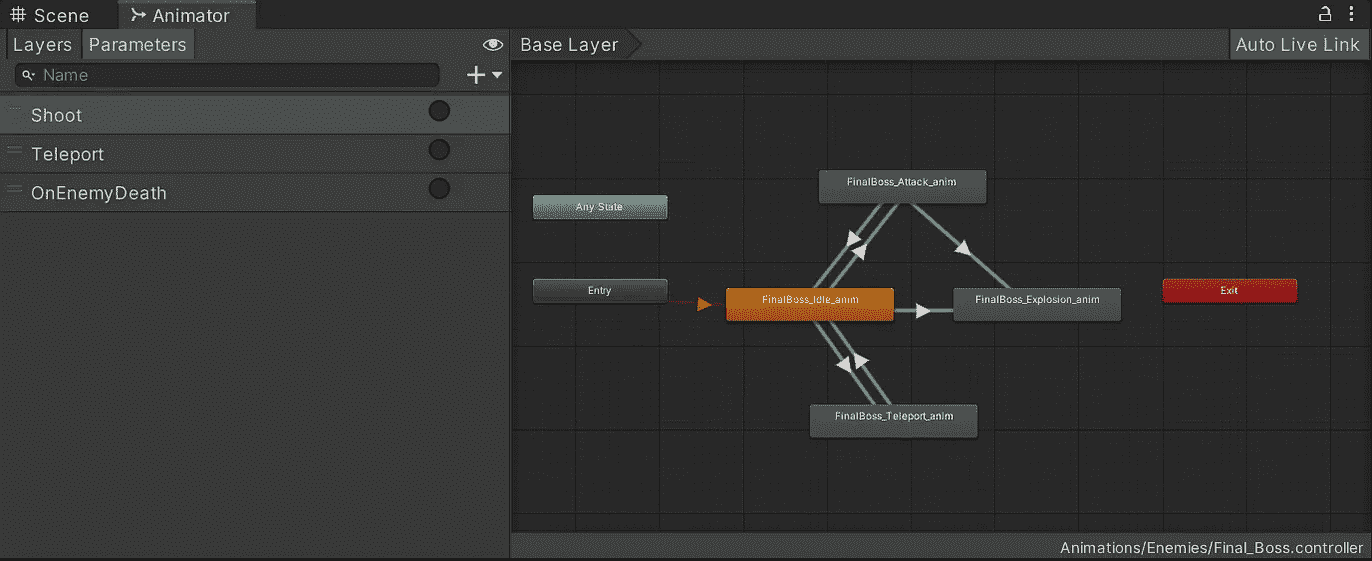 Scene
Animator
Layers
Parameters
Base Layer
Auto Live Link
Name
Shoot
Teleport
OnEnemyDeath
FinalBoss_Attack_anim
Any State
Entry
FinalBoss_Idle_anim
FinalBoss_Explosion_anim
Exit
FinalBoss_Teleport_anim
Animations/Enemies/Final_Boss.controller